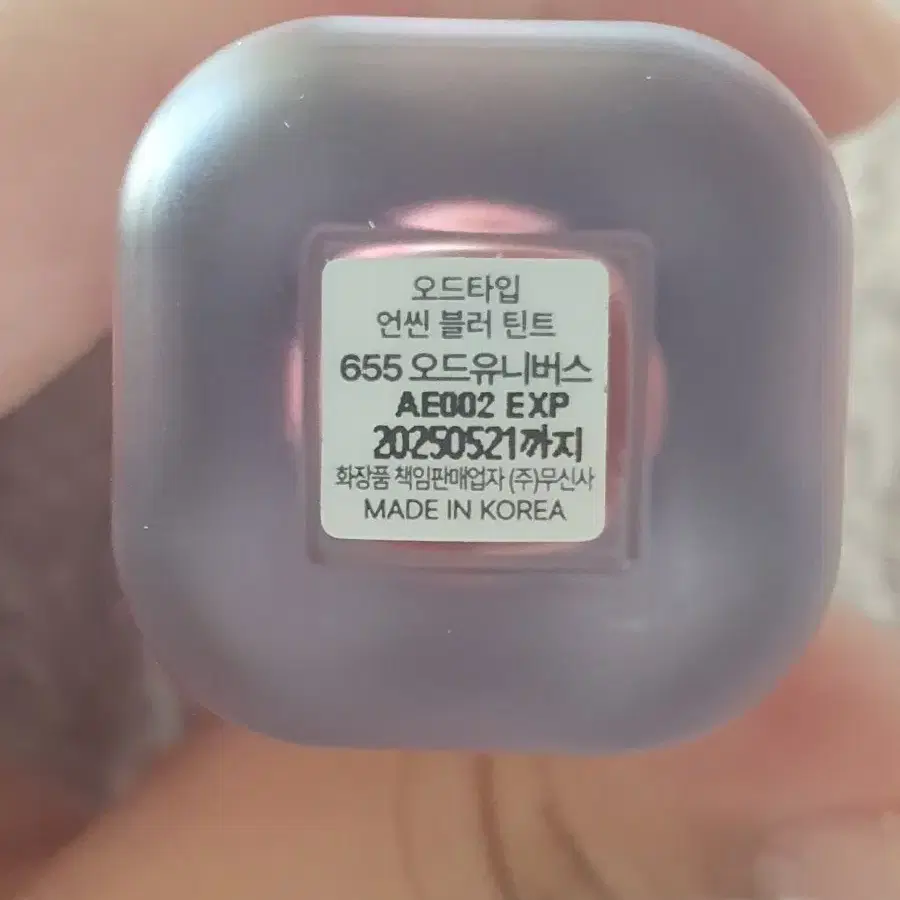 오드타입
언씬 블러 틴트
655 오드유니버스
AE002 EXP
20250521까지
화장품 책임판매업자 (주)무신사
MADE IN KOREA